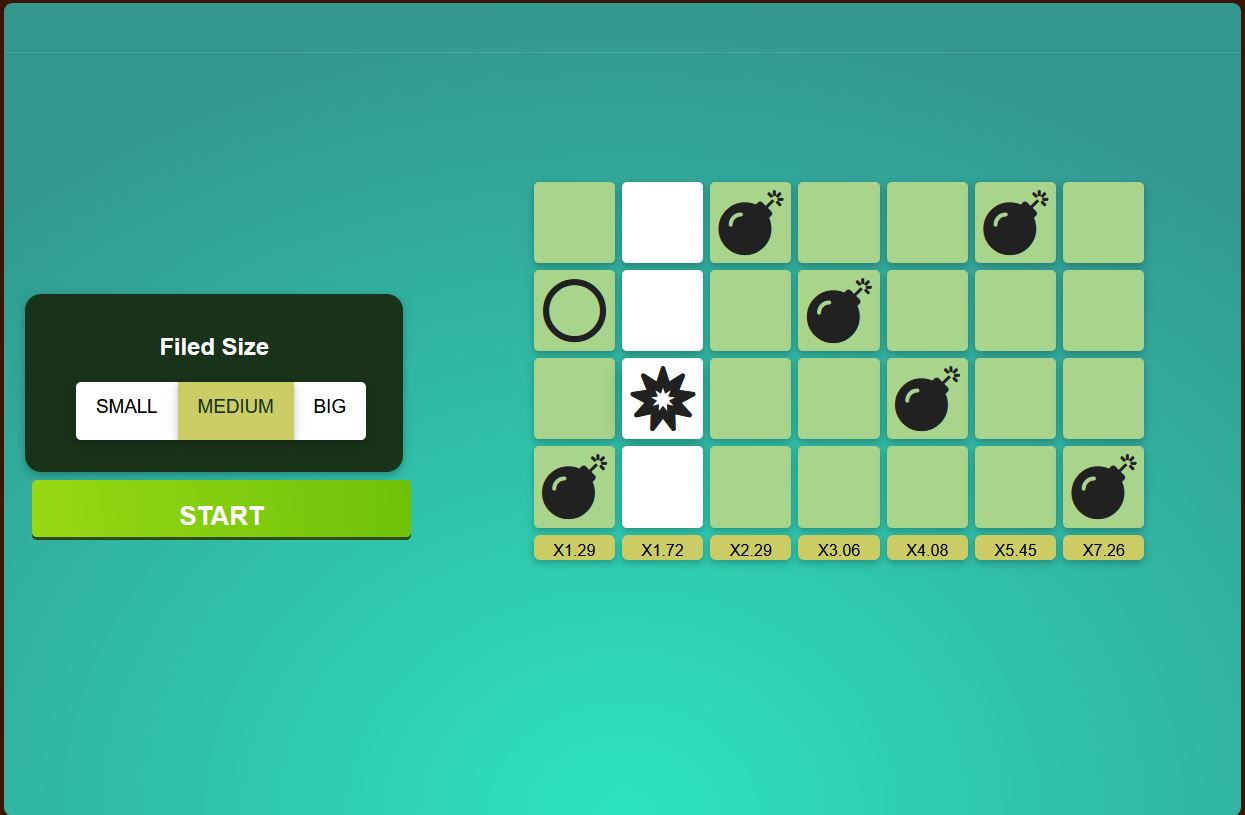 Filed Size
SMALL MEDIUM BIG
START
X1.29 X1.72 X2.29 X3.06 X4.08 X5.45 X7.26